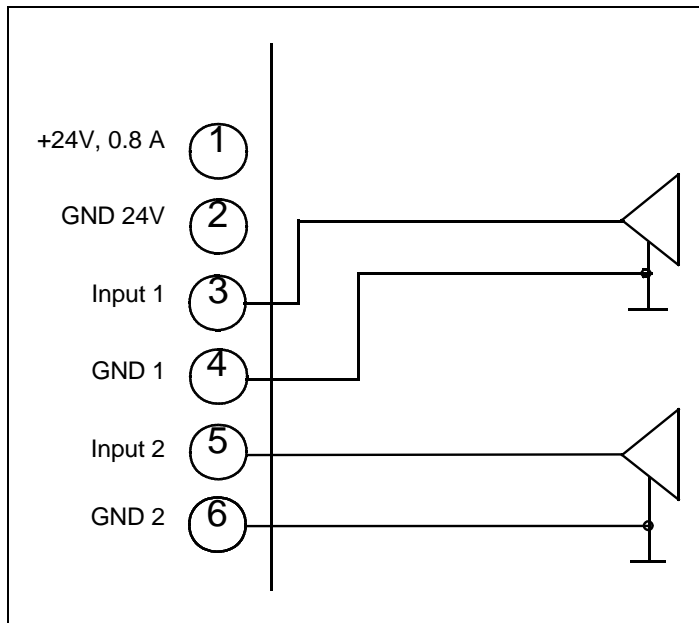 +24V, 0.8 A 1
GND 24V 2
Input 1 3
GND 1 4
Input 2 5
GND 2 6